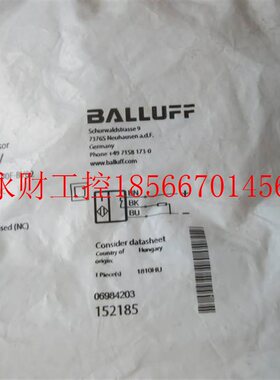 BALLUFF
Schurwaldstrasse 9
73765 Neuhausen a.d.F.
Germany
Phone +49 7158 173-0
www.balluff.com
sor
BN
BK
BU
sed (NC)
永财工控18566701456
Consider datasheet
Country of Hungary
origin
1 Piece(s) 1810HU
06984203
152185